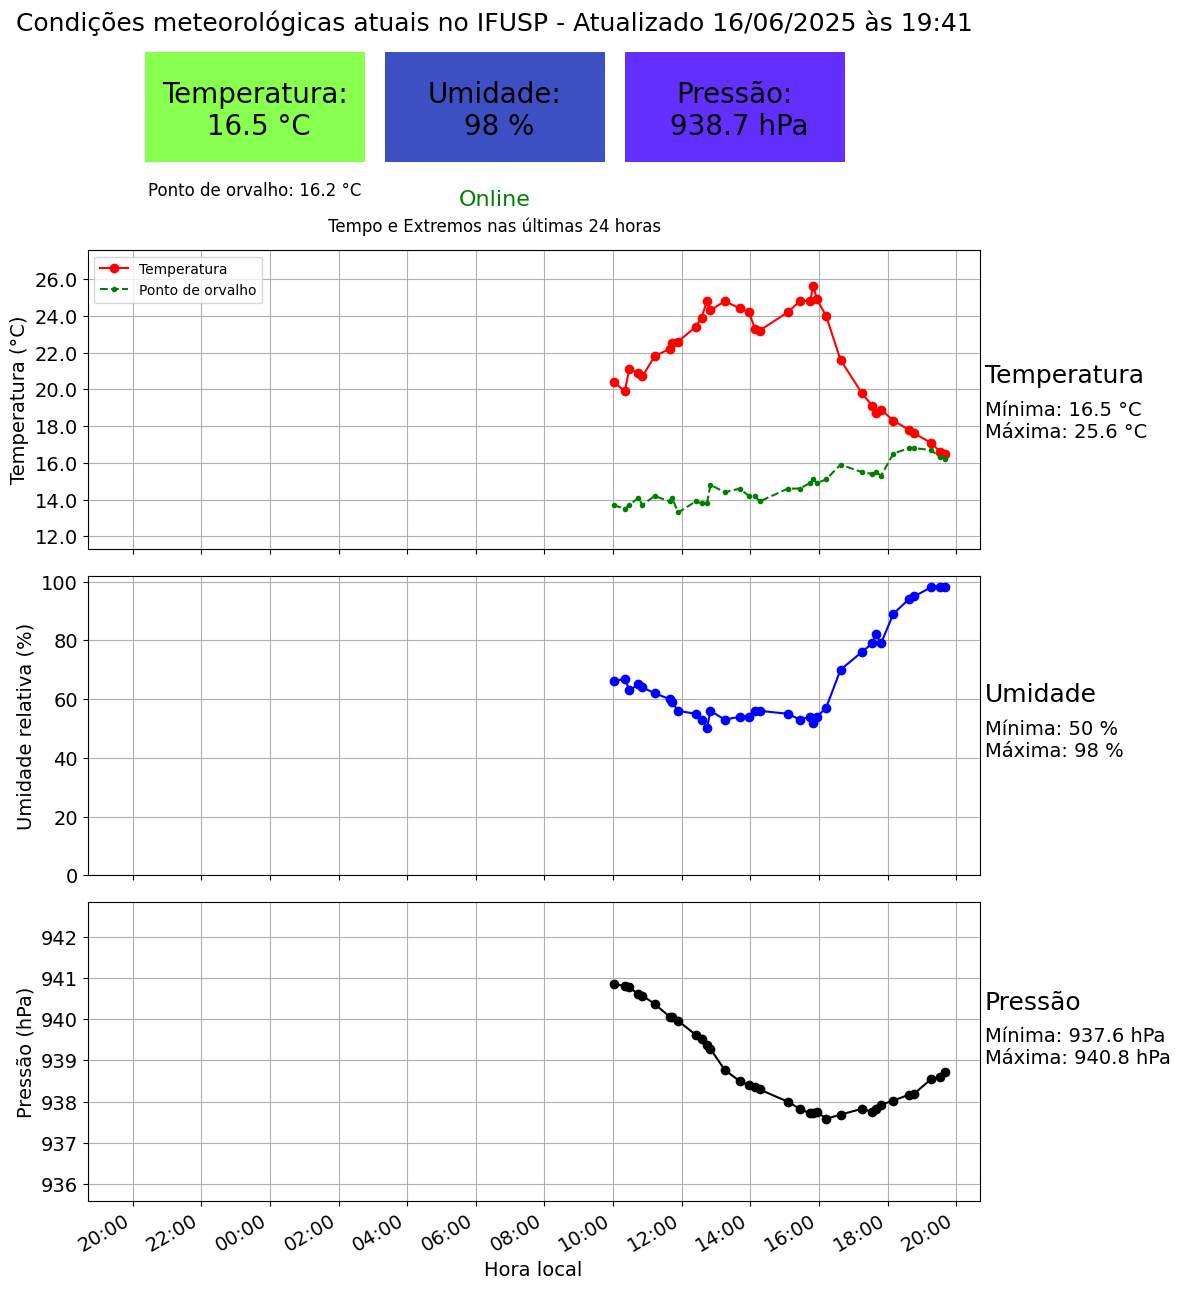 Condições meteorológicas atuais no IFUSP - Atualizado 16/06/2025 às 19:41
Temperatura:
16.5 °C
Umidade:
98 %
Pressão:
938.7 hPa
Ponto de orvalho: 16.2 °C
Online
Tempo e Extremos nas últimas 24 horas
Temperatura
Ponto de orvalho
Temperatura (°C)
26.0
24.0
22.0
20.0
18.0
16.0
14.0
12.0
Temperatura
Mínima: 16.5 °C
Máxima: 25.6 °C
Umidade relativa (%)
100
80
60
40
20
0
Umidade
Mínima: 50 %
Máxima: 98 %
Pressão (hPa)
942
941
940
939
938
937
936
Pressão
Mínima: 937.6 hPa
Máxima: 940.8 hPa
20:00 22:00 00:00 02:00 04:00 06:00 08:00 10:00 12:00 14:00 16:00 18:00 20:00
Hora local